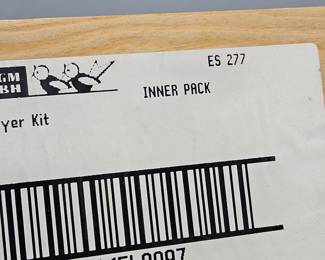 GM
BH
ES 277
INNER PACK
yer Kit